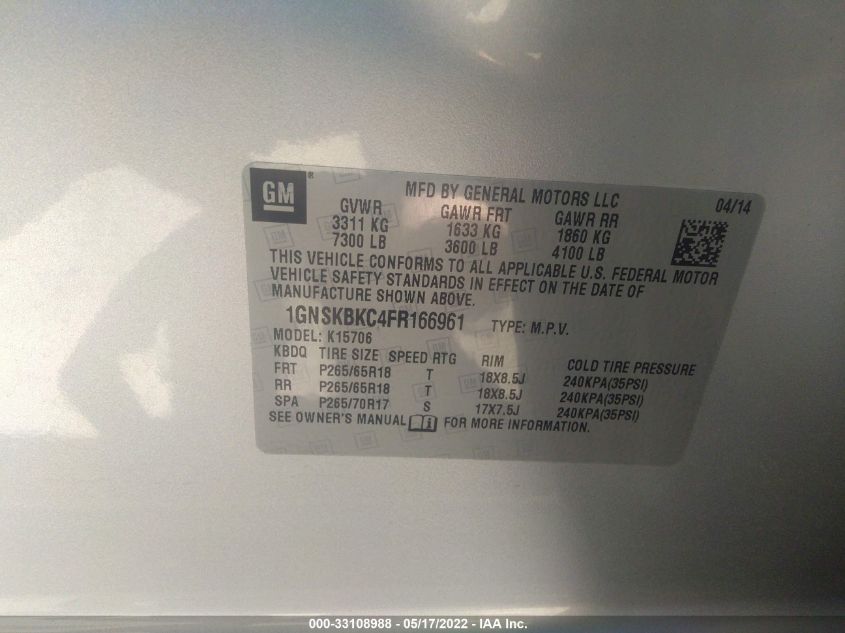 GM ®
MFD BY GENERAL MOTORS LLC 04/14
GVWR GAWR FRT GAWR RR
3311 KG 1633 KG 1860 KG
7300 LB 3600 LB 4100 LB
THIS VEHICLE CONFORMS TO ALL APPLICABLE U.S. FEDERAL MOTOR
VEHICLE SAFETY STANDARDS IN EFFECT ON THE DATE OF
MANUFACTURE SHOWN ABOVE.
1GNSKBKC4FR166961 TYPE: M.P.V.
MODEL: K15706
KBDQ TIRE SIZE SPEED RTG RIM COLD TIRE PRESSURE
FRT P265/65R18 T 18X8.5J 240KPA(35PSI)
RR P265/65R18 T 18X8.5J 240KPA(35PSI)
SPA P265/70R17 S 17X7.5J 240KPA(35PSI)
SEE OWNER'S MANUAL i FOR MORE INFORMATION.
000-33108988 - 05/17/2022 - IAA Inc.